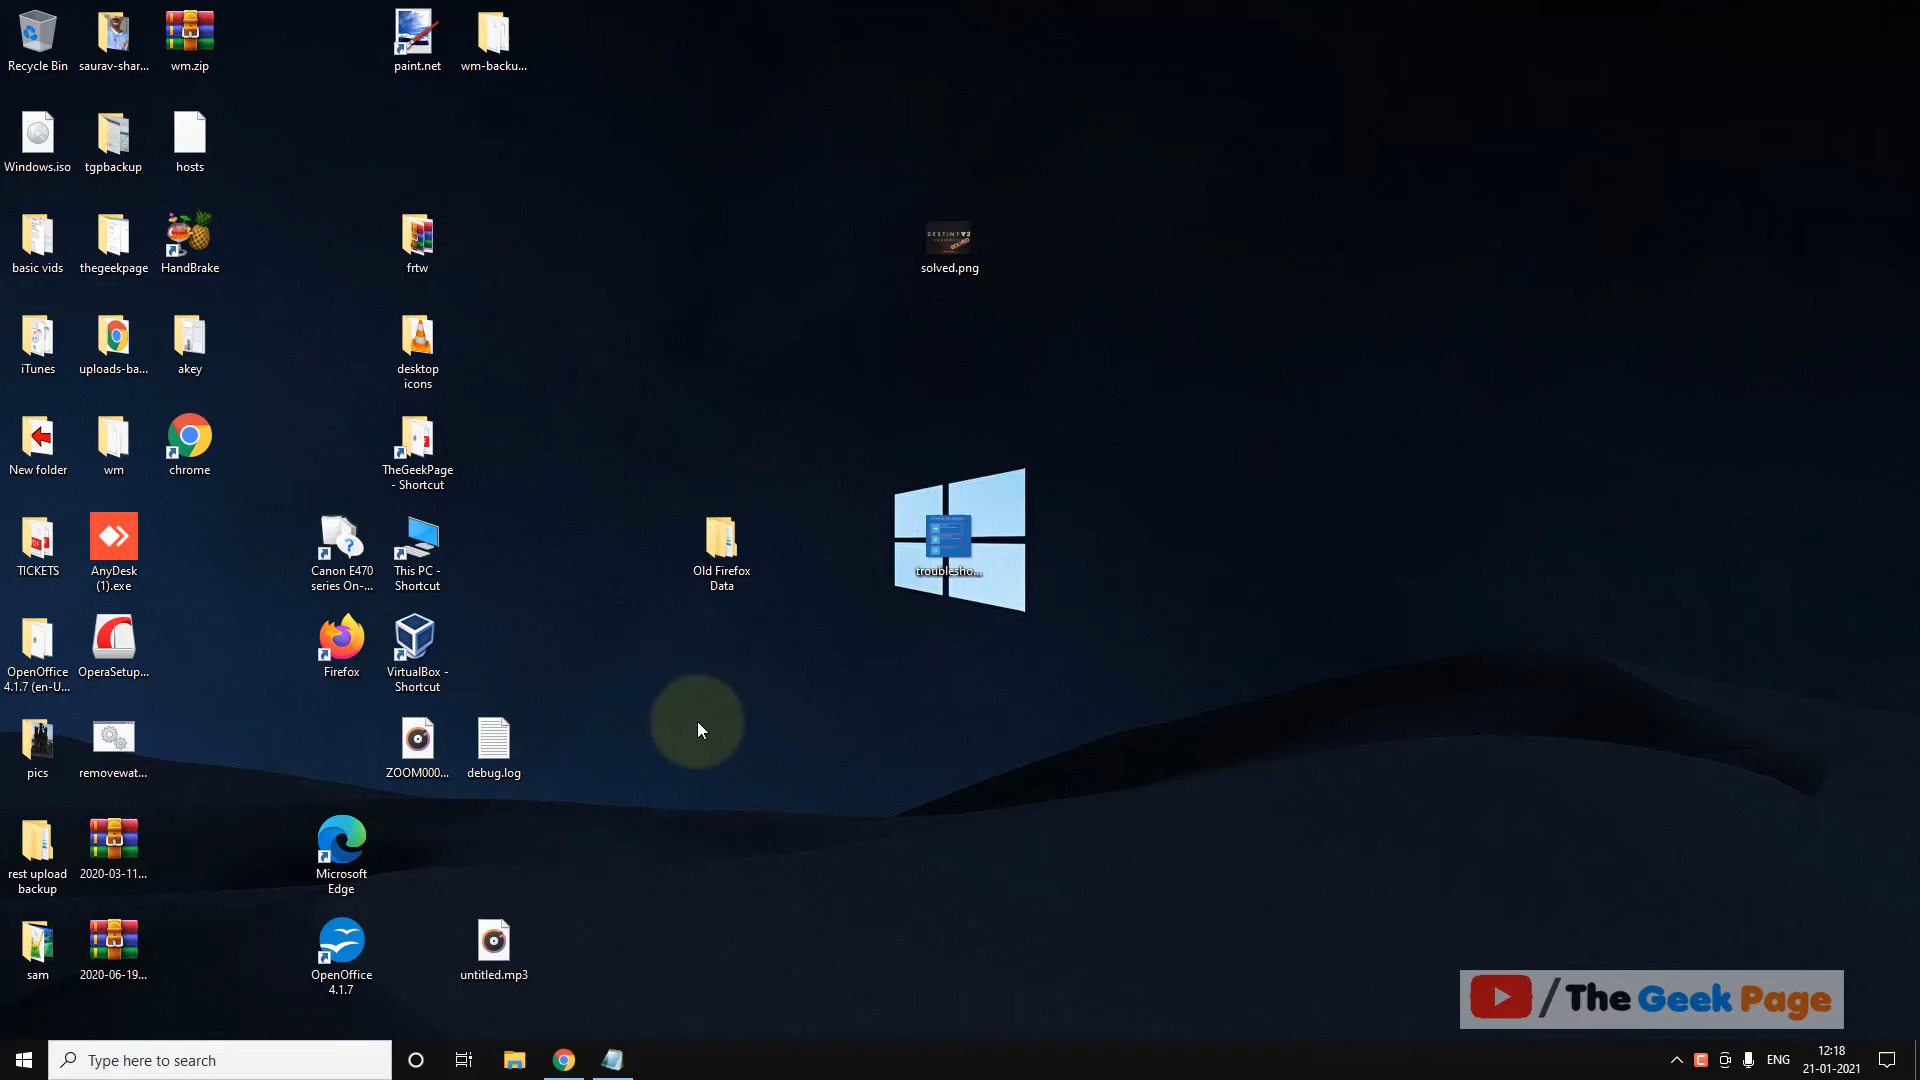 Recycle Bin
saurav-shar...
wm.zip
paint.net
wm-backu...
Windows.iso
tgpbackup
hosts
basic vids
thegeekpage
HandBrake
frtw
DESTINY 2
SOLVED
solved.png
iTunes
uploads-ba...
akey
desktop
icons
New folder
wm
chrome
TheGeekPage
- Shortcut
TICKETS
AnyDesk
(1).exe
Canon E470
series On-...
This PC -
Shortcut
Old Firefox
Data
troublesho...
OpenOffice
4.1.7 (en-U...
OperaSetup...
Firefox
VirtualBox -
Shortcut
pics
removewat...
ZOOM000...
debug.log
rest upload
backup
2020-03-11...
Microsoft
Edge
sam
2020-06-19...
OpenOffice
4.1.7
untitled.mp3
/The Geek Page
Type here to search
ENG
12:18
21-01-2021